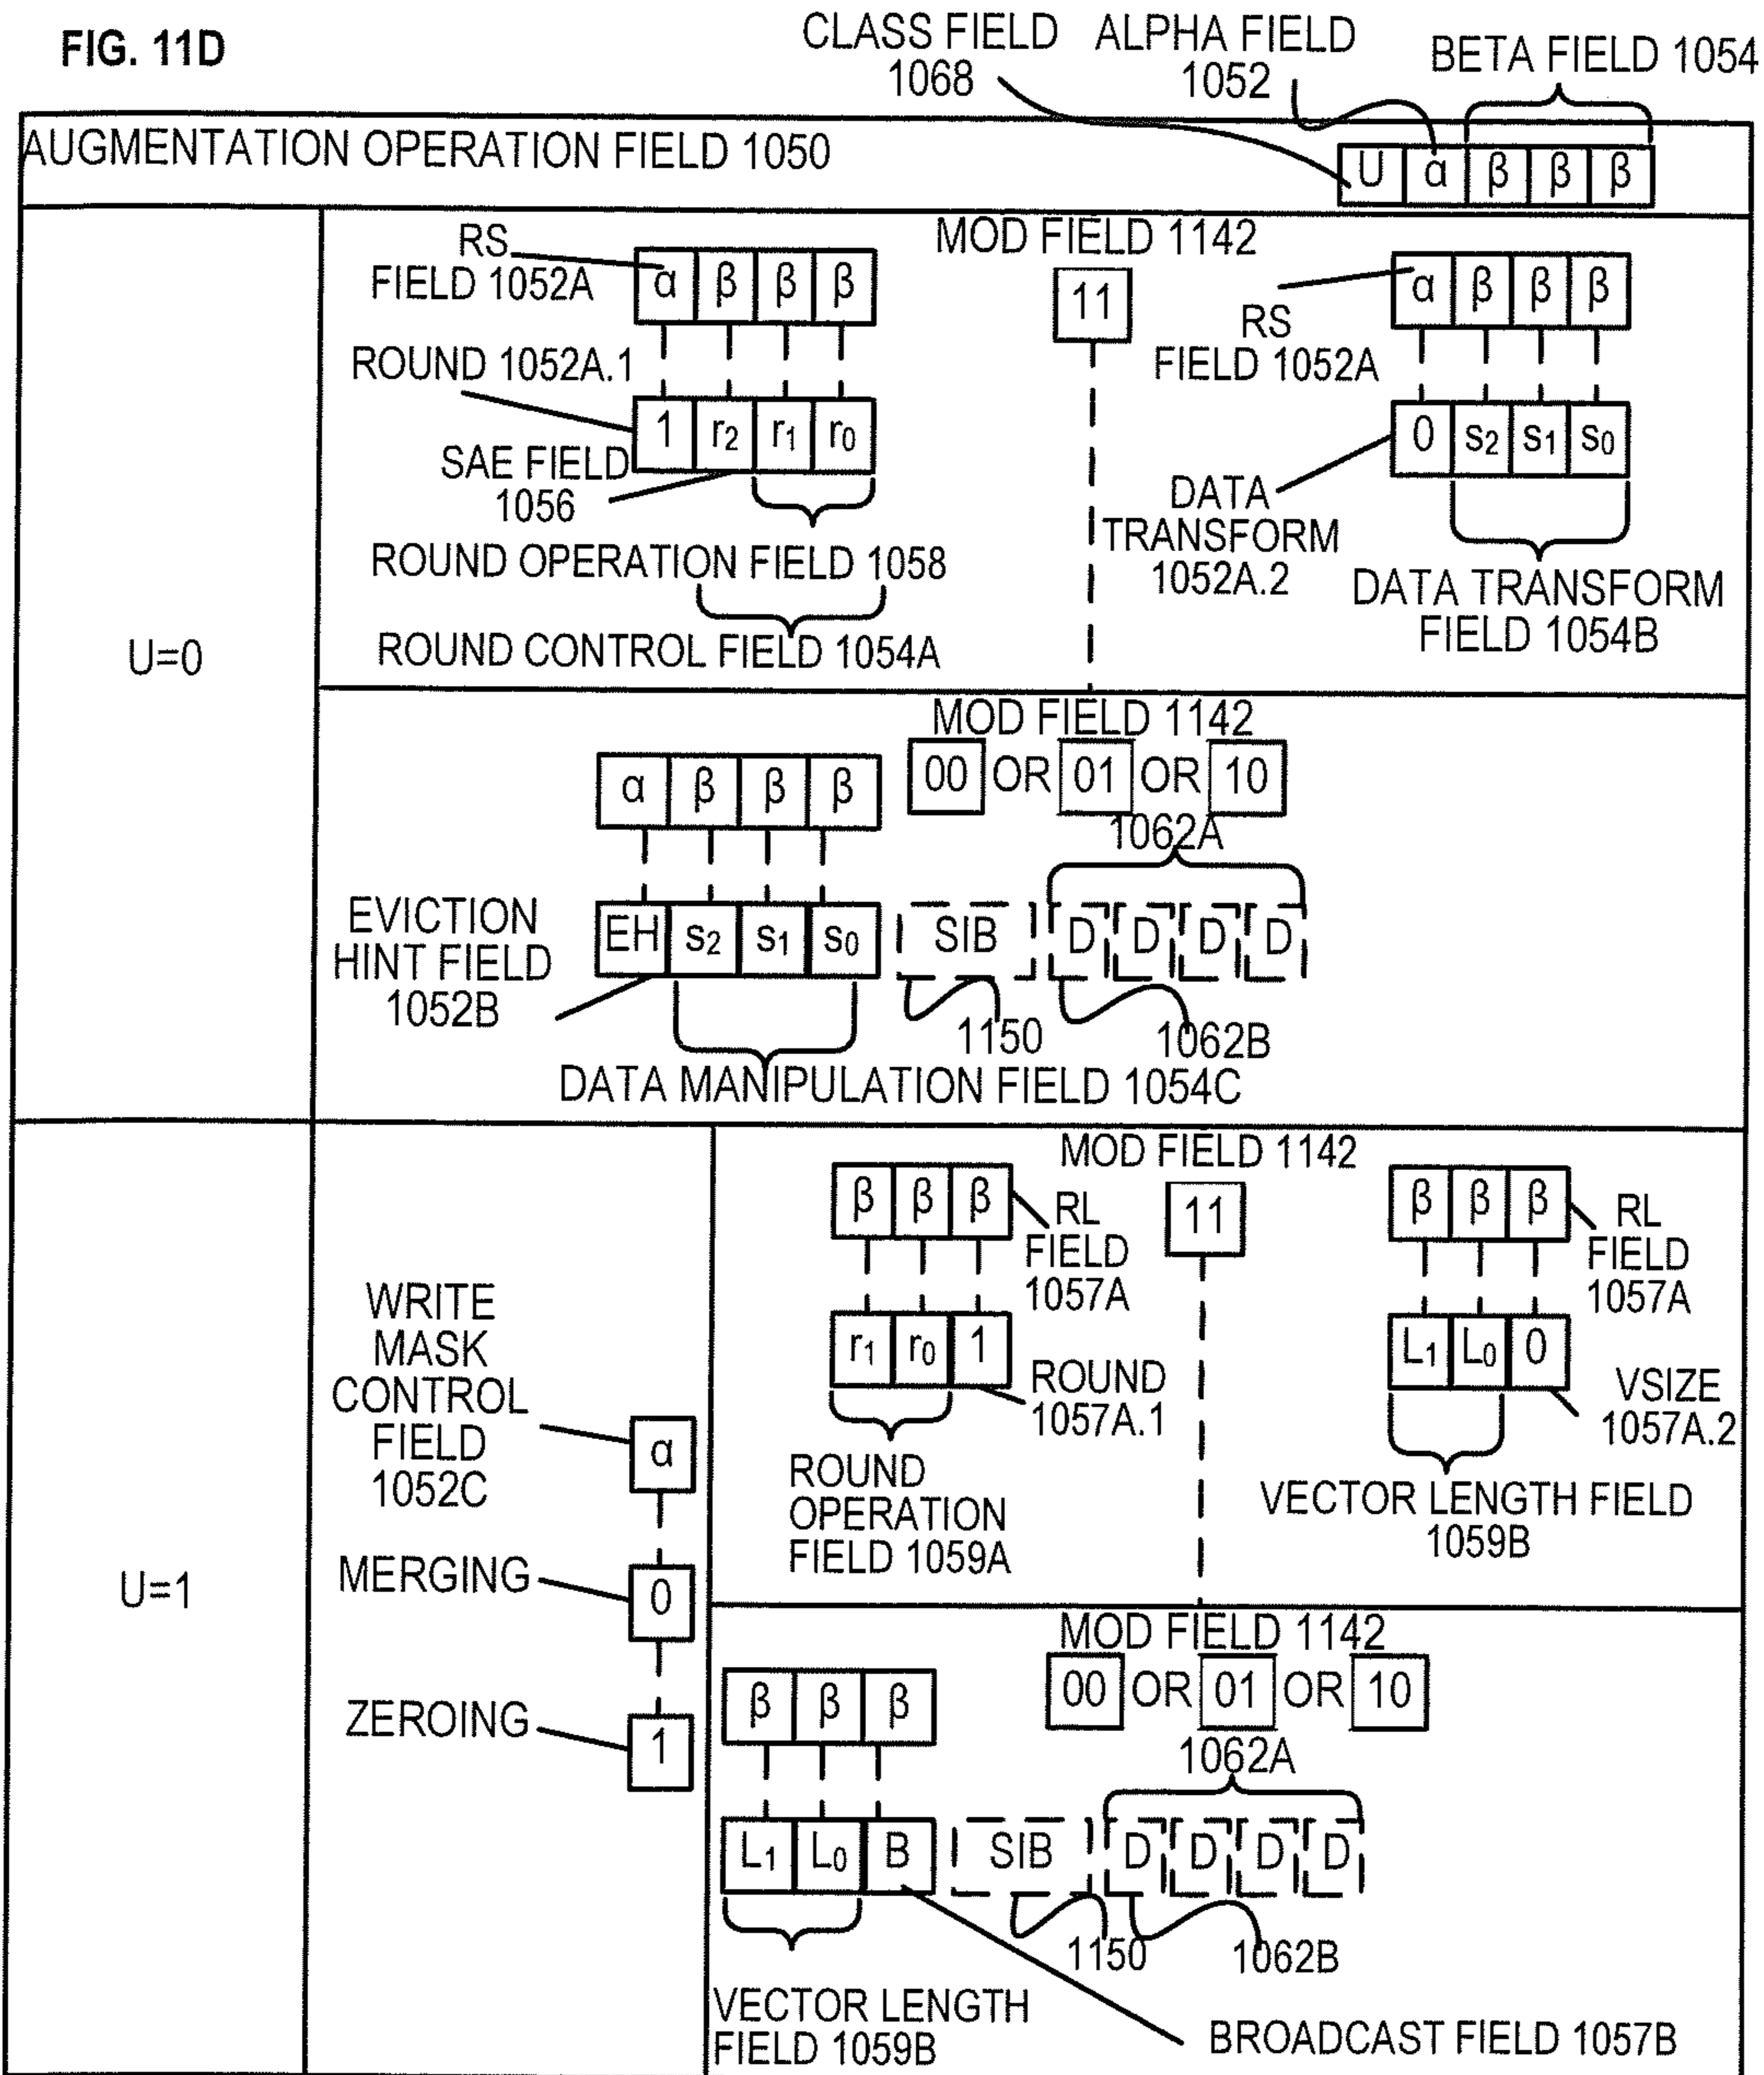 FIG. 11D
CLASS FIELD
1068
ALPHA FIELD
1052
BETA FIELD 1054
AUGMENTATION OPERATION FIELD 1050
U α β β β
U=0
RS
FIELD 1052A
α β β β
MOD FIELD 1142
11
α β β β
RS
FIELD 1052A
ROUND 1052A.1
1 r2 r1 r0
0 s2 s1 s0
SAE FIELD
1056
DATA
TRANSFORM
1052A.2
ROUND OPERATION FIELD 1058
ROUND CONTROL FIELD 1054A
DATA TRANSFORM
FIELD 1054B
MOD FIELD 1142
00 OR 01 OR 10
α β β β
1062A
EVICTION
HINT FIELD
1052B
EH s2 s1 s0
SIB D D D D
1150
1062B
DATA MANIPULATION FIELD 1054C
U=1
WRITE
MASK
CONTROL
FIELD
1052C
α
MERGING
0
ZEROING
1
MOD FIELD 1142
11
β β β
RL
FIELD
1057A
r1 r0 1
ROUND
1057A.1
ROUND
OPERATION
FIELD 1059A
β β β
RL
FIELD
1057A
L1 L0 0
VSIZE
1057A.2
VECTOR LENGTH FIELD
1059B
MOD FIELD 1142
00 OR 01 OR 10
β β β
1062A
L1 L0 B
SIB D D D D
1150
1062B
VECTOR LENGTH
FIELD 1059B
BROADCAST FIELD 1057B